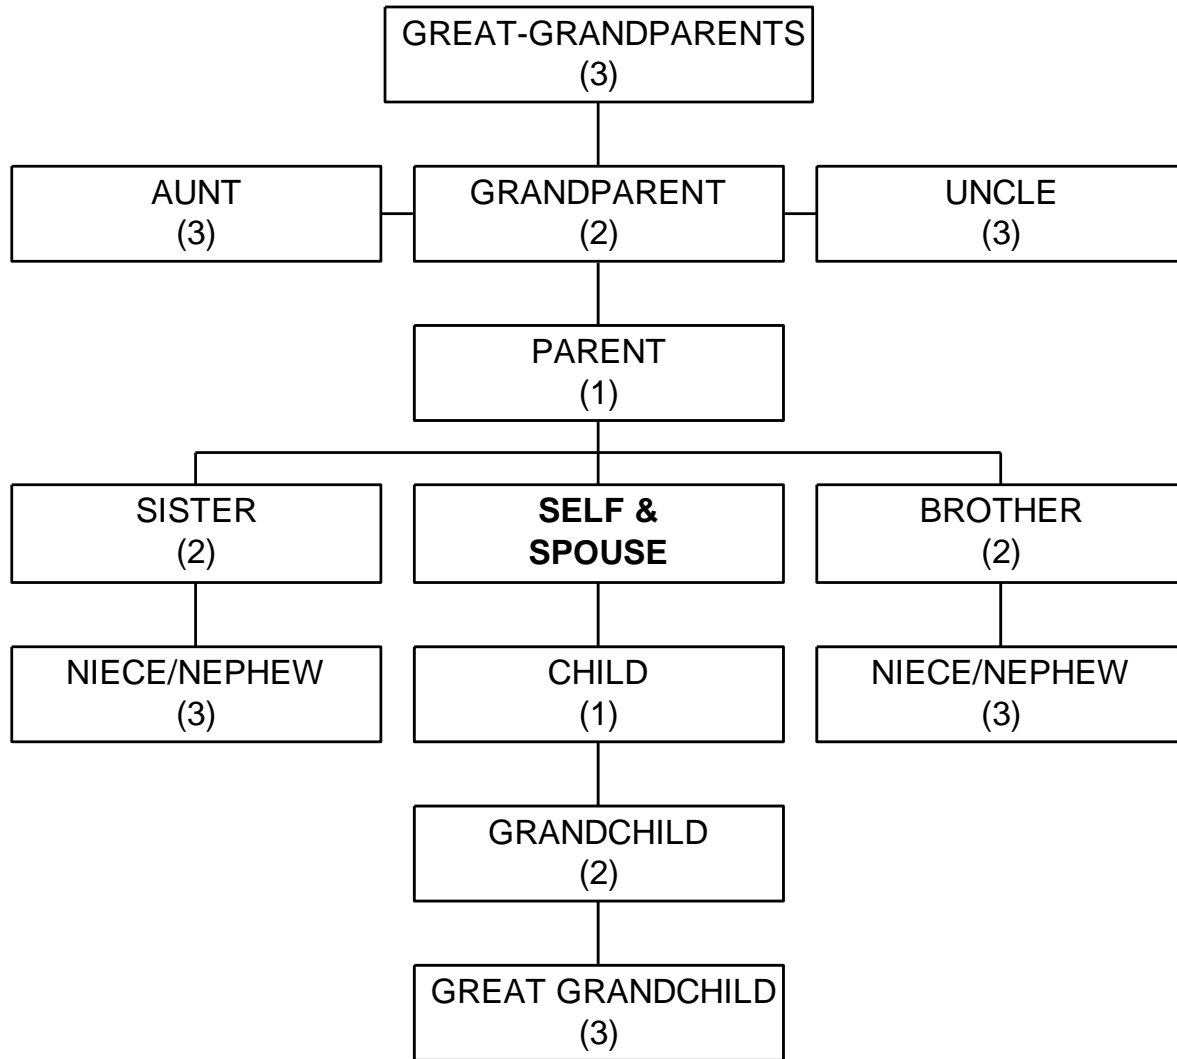 GREAT-GRANDPARENTS
(3)
AUNT
(3)
GRANDPARENT
(2)
UNCLE
(3)
PARENT
(1)
SISTER
(2)
SELF &
SPOUSE
BROTHER
(2)
NIECE/NEPHEW
(3)
CHILD
(1)
NIECE/NEPHEW
(3)
GRANDCHILD
(2)
GREAT GRANDCHILD
(3)